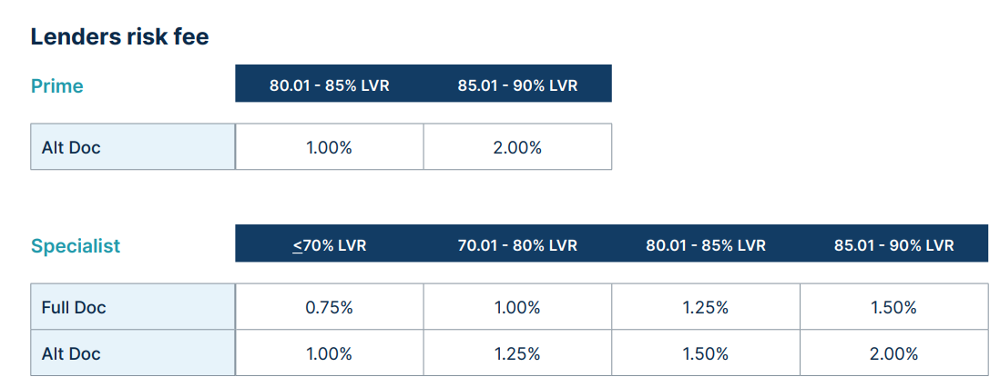 Lenders risk fee
Prime 80.01 - 85% LVR 85.01 - 90% LVR
Alt Doc 1.00% 2.00%
Specialist ≤70% LVR 70.01 - 80% LVR 80.01 - 85% LVR 85.01 - 90% LVR
Full Doc 0.75% 1.00% 1.25% 1.50%
Alt Doc 1.00% 1.25% 1.50% 2.00%